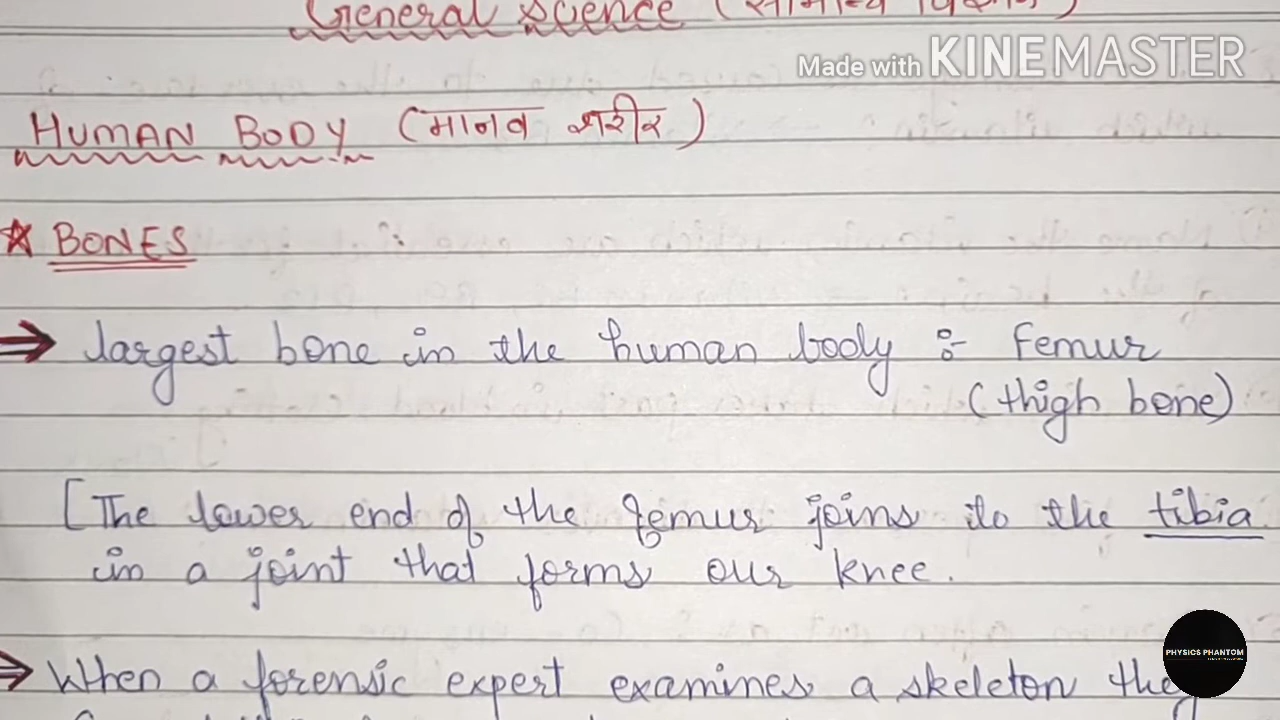 General Science (सामान्य विज्ञान)
Made with KINEMASTER
HUMAN BODY (मानव शरीर)
BONES
⇒ largest bone in the human body :- Femur
(thigh bone)
[The lower end of the femur joins to the tibia
in a joint that forms our knee.
⇒ When a forensic expert examines a skeleton they
PHYSICS PHANTOM